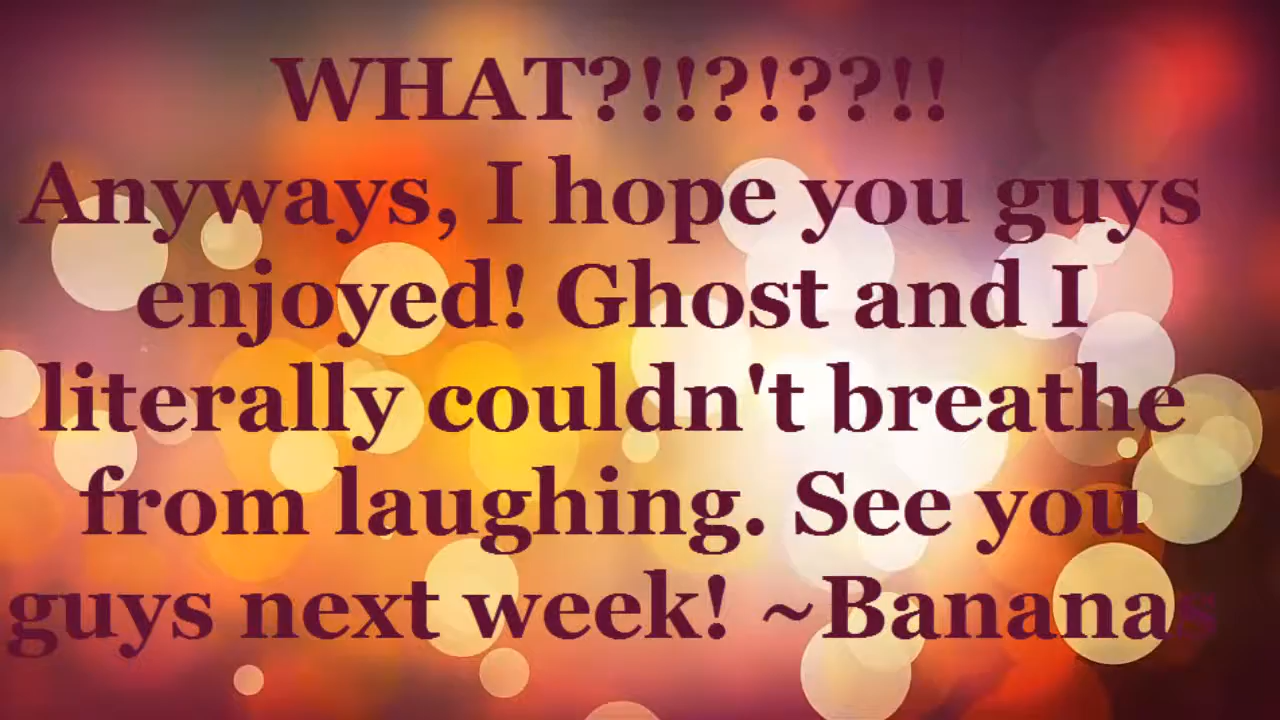 WHAT?!!?!??!!
Anyways, I hope you guys
enjoyed! Ghost and I
literally couldn't breathe
from laughing. See you
guys next week! ~Bananas